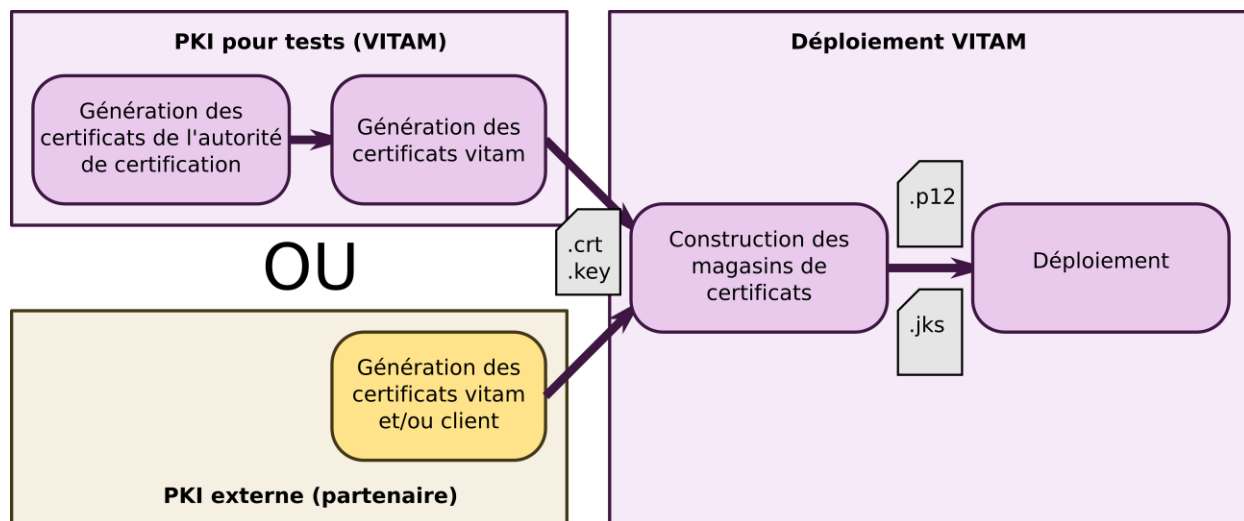 PKI pour tests (VITAM)
Génération des
certificats de l'autorité
de certification
Génération des
certificats vitam
OU
Génération des
certificats vitam
et/ou client
PKI externe (partenaire)
.crt
.key
Déploiement VITAM
Construction des
magasins de
certificats
.p12
.jks
Déploiement